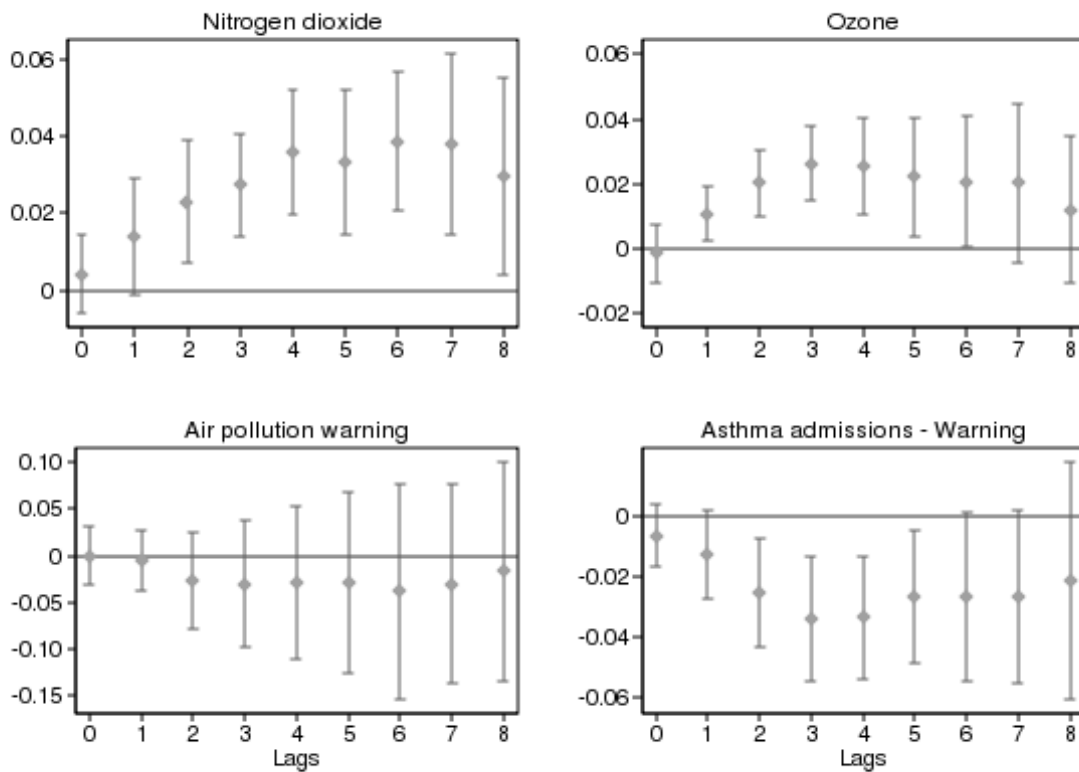 Nitrogen dioxide
0.06
0.04
0.02
0
0 1 2 3 4 5 6 7 8
Ozone
0.06
0.04
0.02
0
-0.02
0 1 2 3 4 5 6 7 8
Air pollution warning
0.10
0.05
0
-0.05
-0.10
-0.15
0 1 2 3 4 5 6 7 8
Lags
Asthma admissions - Warning
0
-0.02
-0.04
-0.06
0 1 2 3 4 5 6 7 8
Lags